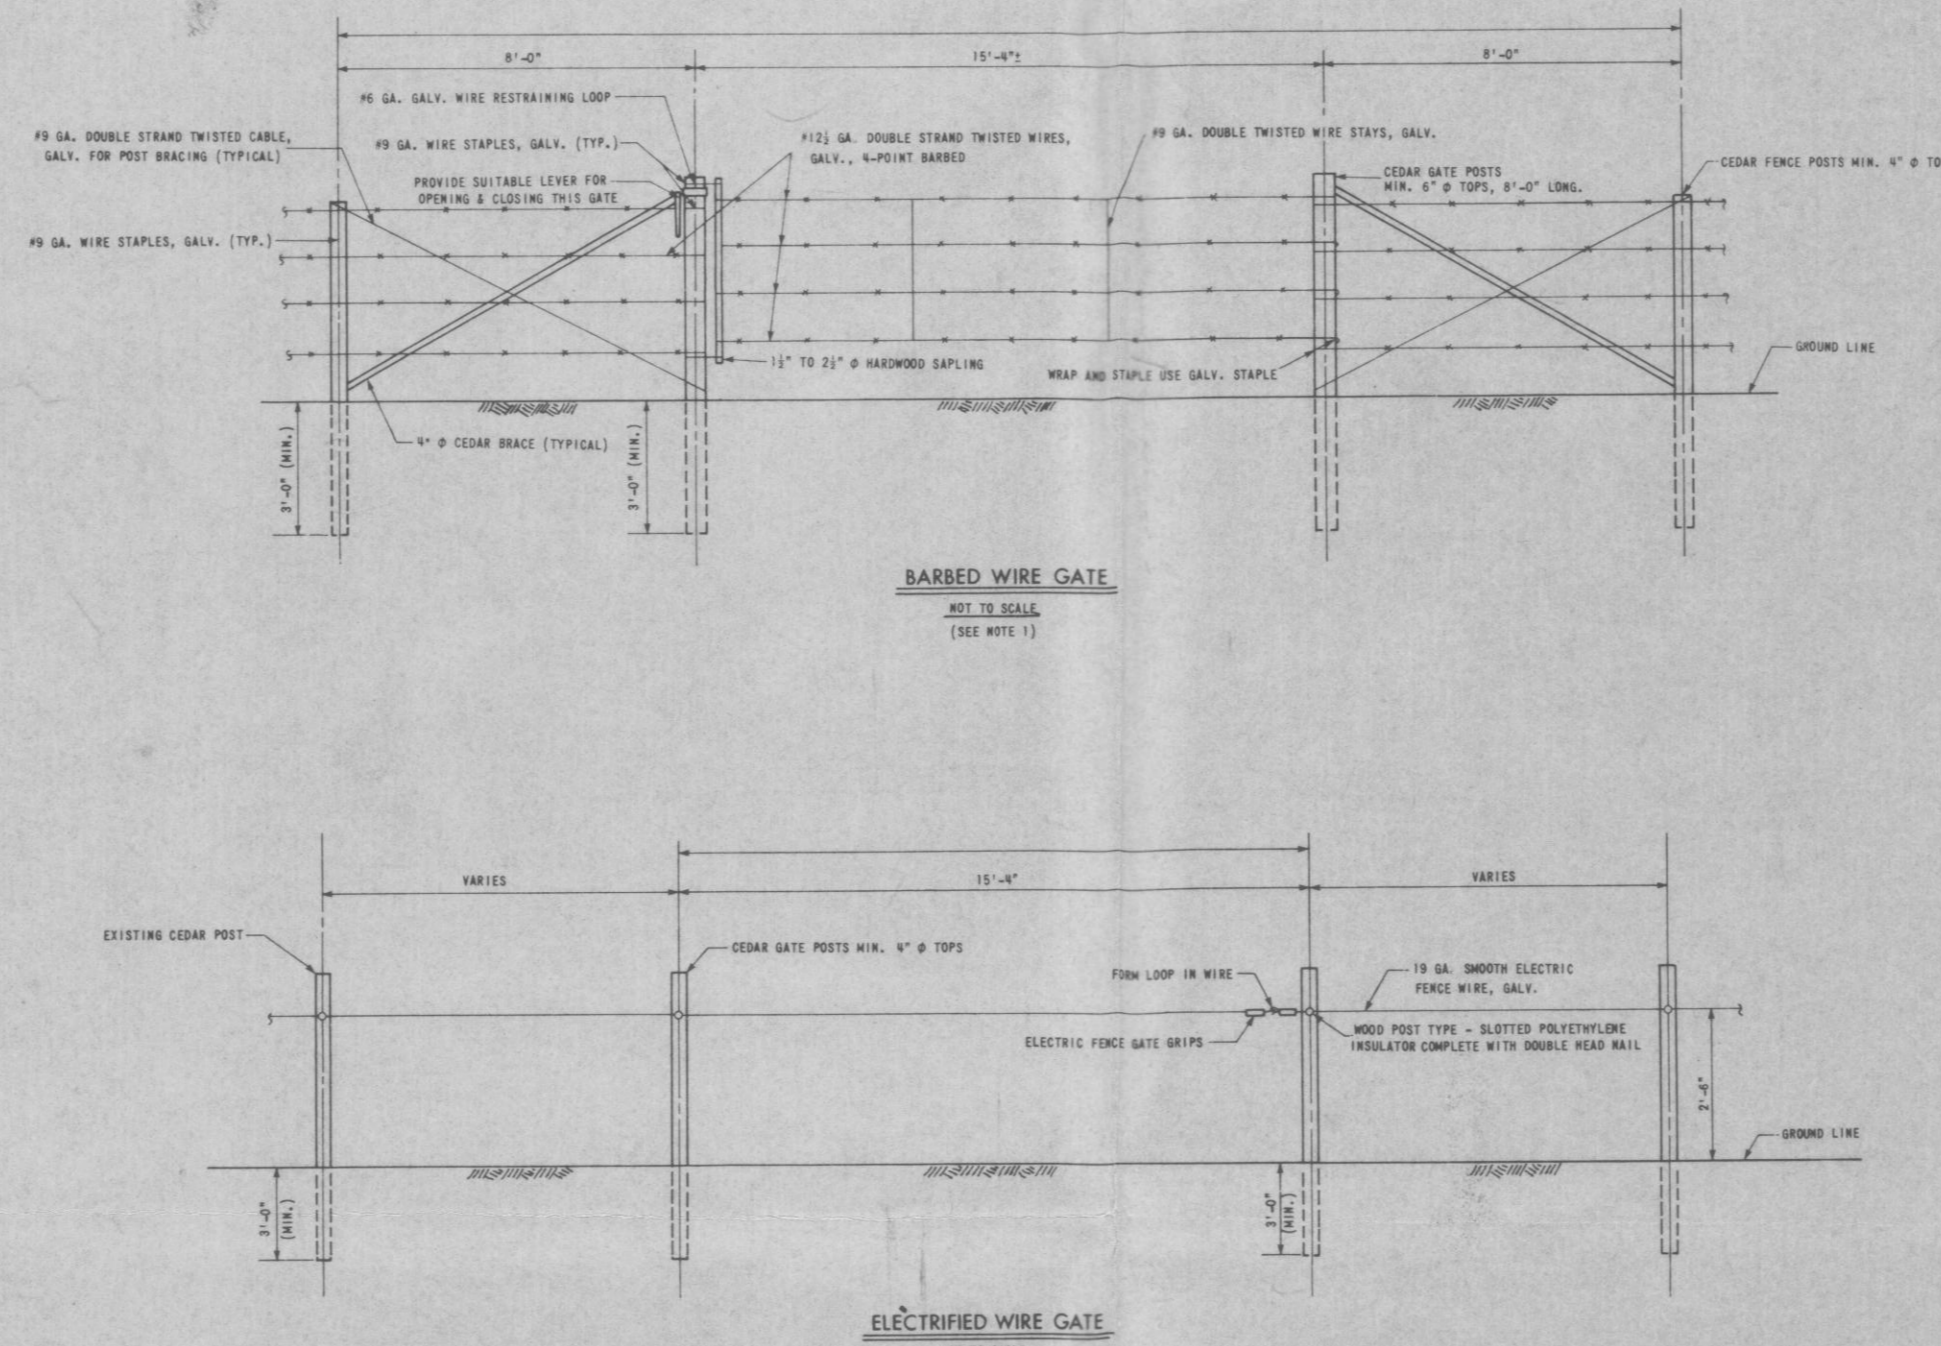 8'-0"
15'-4"±
8'-0"
#6 GA. GALV. WIRE RESTRAINING LOOP
#9 GA. DOUBLE STRAND TWISTED CABLE,
GALV. FOR POST BRACING (TYPICAL)
#9 GA. WIRE STAPLES, GALV. (TYP.)
#12½ GA. DOUBLE STRAND TWISTED WIRES,
GALV., 4-POINT BARBED
#9 GA. DOUBLE TWISTED WIRE STAYS, GALV.
PROVIDE SUITABLE LEVER FOR
OPENING & CLOSING THIS GATE
CEDAR GATE POSTS
MIN. 6" ø TOPS, 8'-0" LONG.
CEDAR FENCE POSTS MIN. 4" ø TO
#9 GA. WIRE STAPLES, GALV. (TYP.)
1½" TO 2½" ø HARDWOOD SAPLING
WRAP AND STAPLE USE GALV. STAPLE
GROUND LINE
4" ø CEDAR BRACE (TYPICAL)
3'-0" (MIN.)
3'-0" (MIN.)
BARBED WIRE GATE
NOT TO SCALE
(SEE NOTE 1)
VARIES
15'-4"
VARIES
EXISTING CEDAR POST
CEDAR GATE POSTS MIN. 4" ø TOPS
FORM LOOP IN WIRE
19 GA. SMOOTH ELECTRIC
FENCE WIRE, GALV.
ELECTRIC FENCE GATE GRIPS
WOOD POST TYPE - SLOTTED POLYETHYLENE
INSULATOR COMPLETE WITH DOUBLE HEAD NAIL
2'-6"
GROUND LINE
3'-0"
(MIN.)
3'-0"
(MIN.)
ELECTRIFIED WIRE GATE